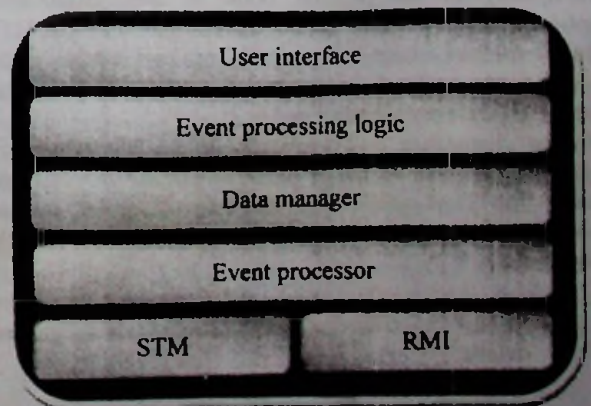 User interface
Event processing logic
Data manager
Event processor
STM RMI